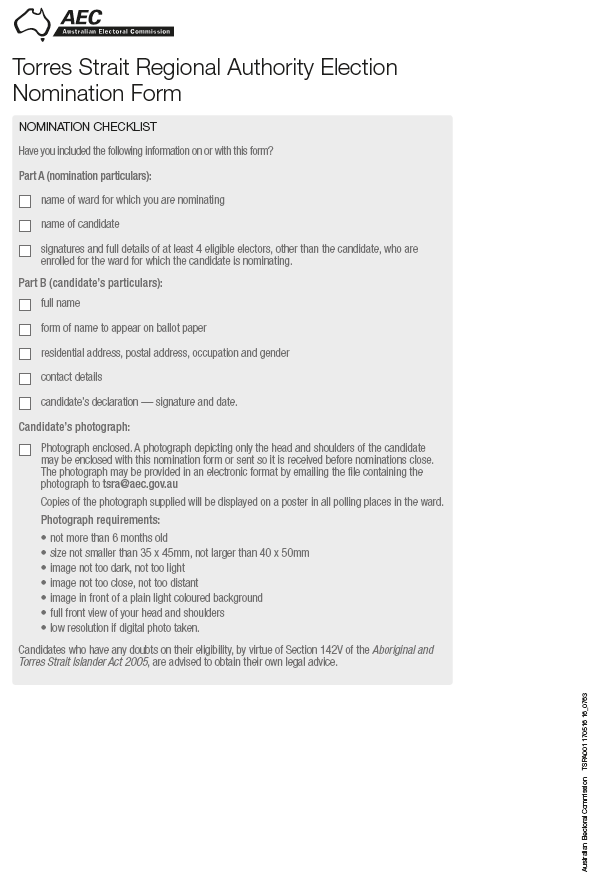 AEC
Australian Electoral Commission
Torres Strait Regional Authority Election
Nomination Form
NOMINATION CHECKLIST
Have you included the following information on or with this form?
Part A (nomination particulars):
name of ward for which you are nominating
name of candidate
signatures and full details of at least 4 eligible electors, other than the candidate, who are
enrolled for the ward for which the candidate is nominating.
Part B (candidate's particulars):
full name
form of name to appear on ballot paper
residential address, postal address, occupation and gender
contact details
candidate's declaration — signature and date.
Candidate's photograph:
Photograph enclosed. A photograph depicting only the head and shoulders of the candidate
may be enclosed with this nomination form or sent so it is received before nominations close.
The photograph may be provided in an electronic format by emailing the file containing the
photograph to tsra@aec.gov.au
Copies of the photograph supplied will be displayed on a poster in all polling places in the ward.
Photograph requirements:
• not more than 6 months old
• size not smaller than 35 x 45mm, not larger than 40 x 50mm
• image not too dark, not too light
• image not too close, not too distant
• image in front of a plain light coloured background
• full front view of your head and shoulders
• low resolution if digital photo taken.
Candidates who have any doubts on their eligibility, by virtue of Section 142V of the Aboriginal and
Torres Strait Islander Act 2005, are advised to obtain their own legal advice.
Australian Electoral Commission 170516 16_0763